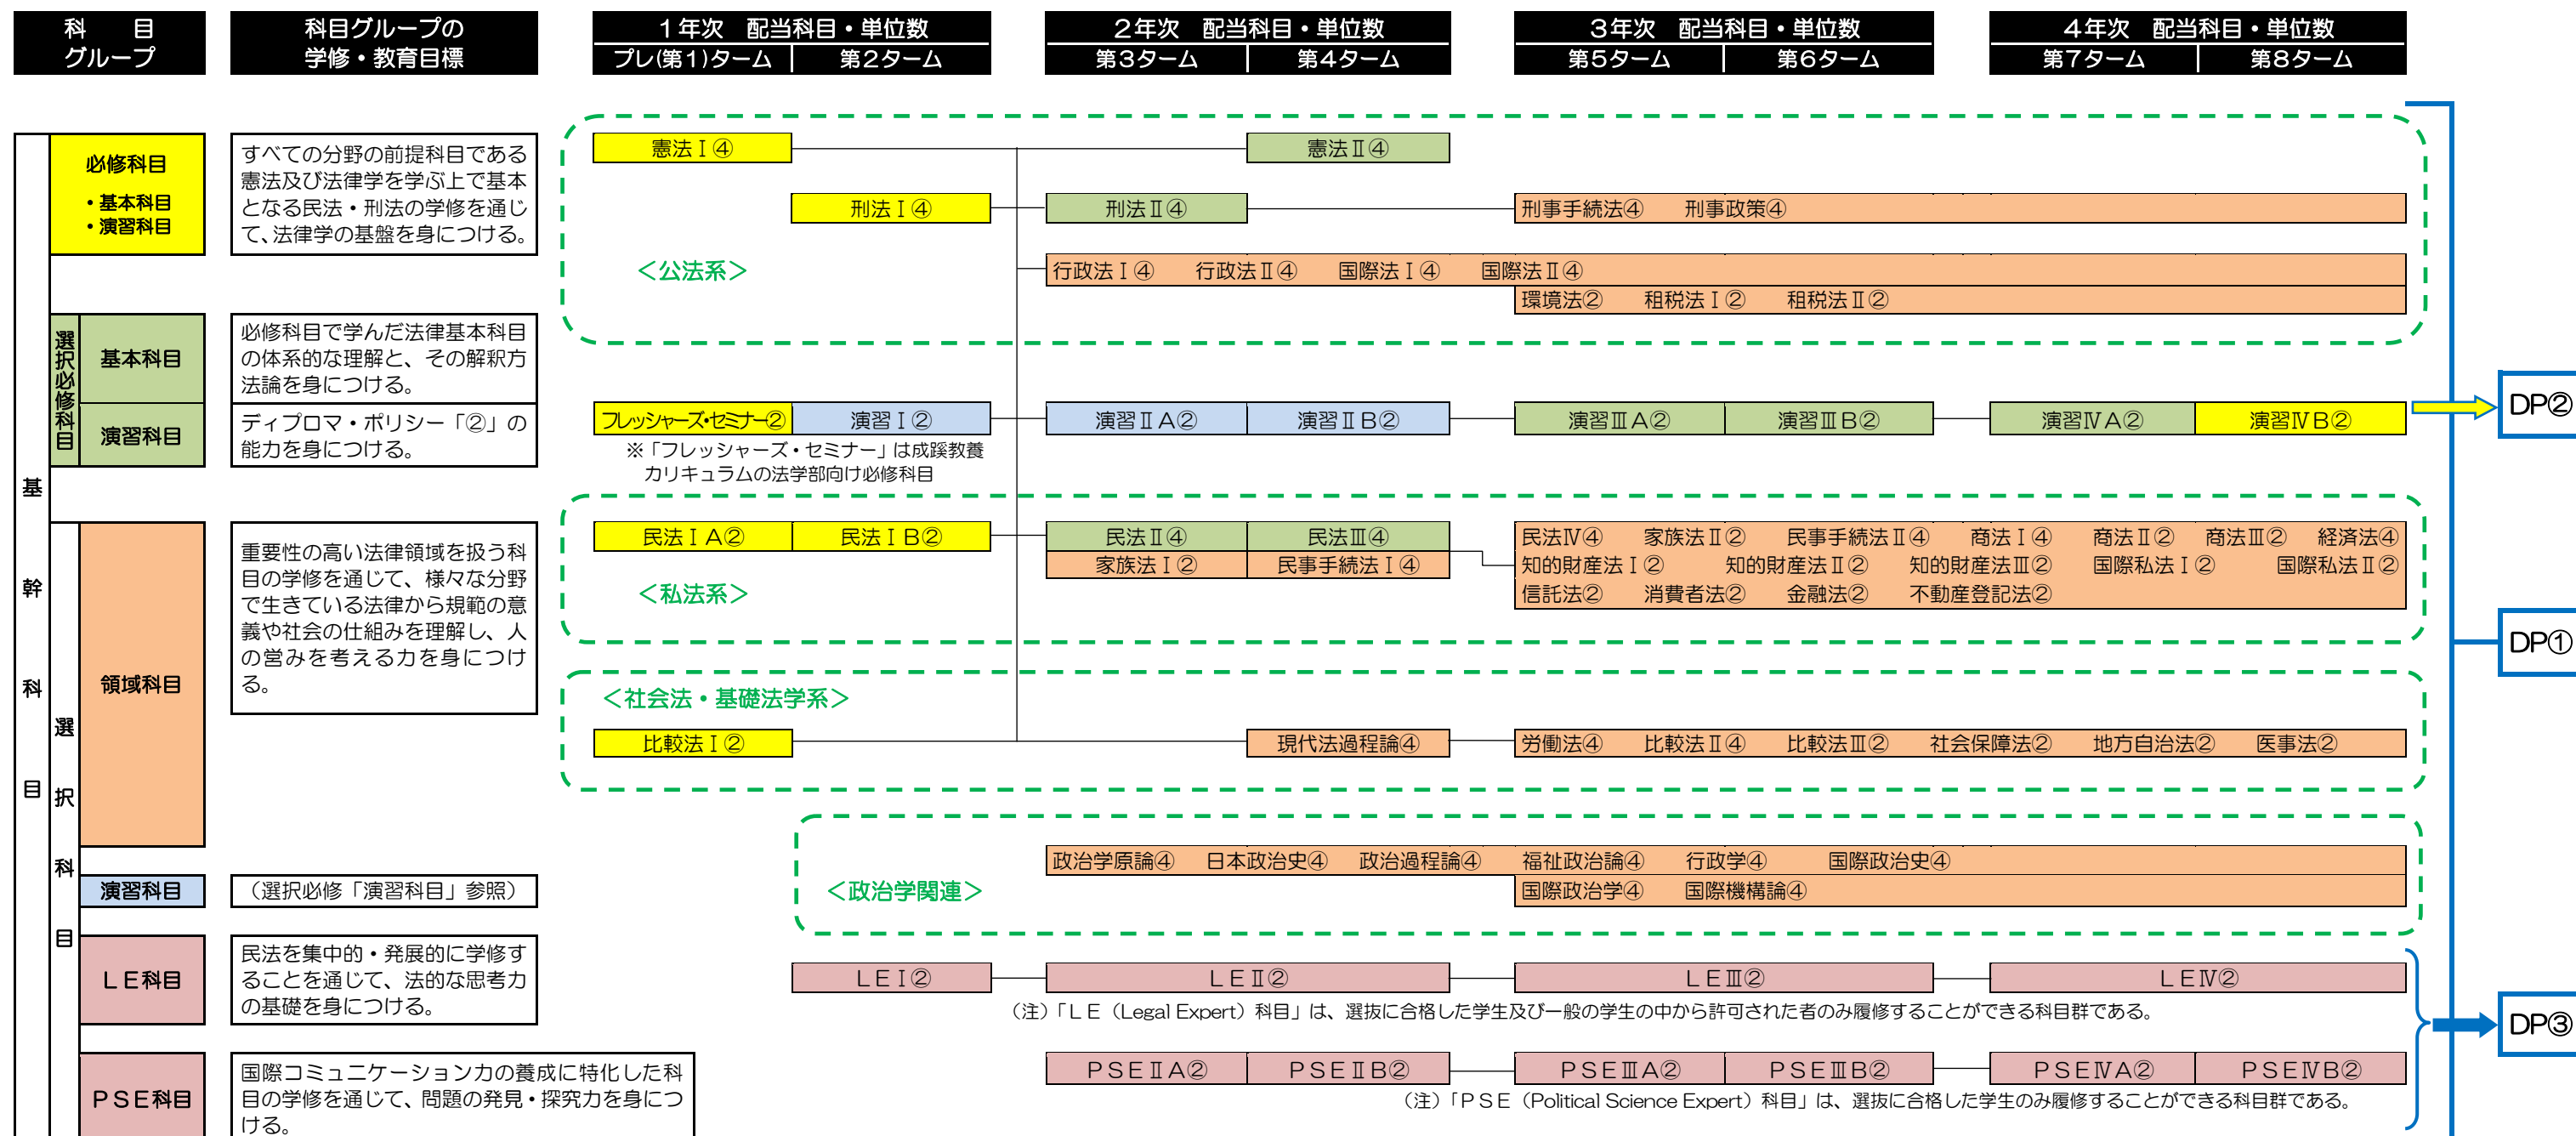 科　　目
グループ
科目グループの
学修・教育目標
１年次　配当科目・単位数
プレ(第１)ターム　第２ターム
２年次　配当科目・単位数
第３ターム　第４ターム
３年次　配当科目・単位数
第５ターム　第６ターム
４年次　配当科目・単位数
第７ターム　第８ターム
基幹科目
必修科目
・基本科目
・演習科目
すべての分野の前提科目である
憲法及び法律学を学ぶ上で基本
となる民法・刑法の学修を通じ
て、法律学の基盤を身につける。
憲法Ⅰ④　憲法Ⅱ④
刑法Ⅰ④　刑法Ⅱ④　刑事手続法④　刑事政策④
＜公法系＞
行政法Ⅰ④　行政法Ⅱ④　国際法Ⅰ④　国際法Ⅱ④
環境法②　租税法Ⅰ②　租税法Ⅱ②
選択必修科目
基本科目
必修科目で学んだ法律基本科目
の体系的な理解と、その解釈方
法論を身につける。
演習科目
ディプロマ・ポリシー「②」の
能力を身につける。
フレッシャーズ・セミナー②　演習Ⅰ②　演習ⅡＡ②　演習ⅡＢ②　演習ⅢＡ②　演習ⅢＢ②　演習ⅣＡ②　演習ⅣＢ②
DP②
※「フレッシャーズ・セミナー」は成蹊教養
カリキュラムの法学部向け必修科目
選択科目
領域科目
重要性の高い法律領域を扱う科
目の学修を通じて、様々な分野
で生きている法律から規範の意
義や社会の仕組みを理解し、人
の営みを考える力を身につけ
る。
民法ⅠＡ②　民法ⅠＢ②　民法Ⅱ④　民法Ⅲ④
家族法Ⅰ②　民事手続法Ⅰ④
民法Ⅳ④　家族法Ⅱ②　民事手続法Ⅱ④　商法Ⅰ④　商法Ⅱ②　商法Ⅲ②　経済法④
知的財産法Ⅰ②　知的財産法Ⅱ②　知的財産法Ⅲ②　国際私法Ⅰ②　国際私法Ⅱ②
信託法②　消費者法②　金融法②　不動産登記法②
＜私法系＞
DP①
＜社会法・基礎法学系＞
比較法Ⅰ②　現代法過程論④　労働法④　比較法Ⅱ④　比較法Ⅲ②　社会保障法②　地方自治法②　医事法②
政治学原論④　日本政治史④　政治過程論④　福祉政治論④　行政学④　国際政治史④
＜政治学関連＞
国際政治学④　国際機構論④
演習科目
（選択必修「演習科目」参照）
ＬＥ科目
民法を集中的・発展的に学修す
ることを通じて、法的な思考力
の基礎を身につける。
ＬＥⅠ②　ＬＥⅡ②　ＬＥⅢ②　ＬＥⅣ②
（注）「ＬＥ（Legal Expert）科目」は、選抜に合格した学生及び一般の学生の中から許可された者のみ履修することができる科目群である。
DP③
ＰＳＥ科目
国際コミュニケーション力の養成に特化した科
目の学修を通じて、問題の発見・探究力を身につ
ける。
ＰＳＥⅡＡ②　ＰＳＥⅡＢ②　ＰＳＥⅢＡ②　ＰＳＥⅢＢ②　ＰＳＥⅣＡ②　ＰＳＥⅣＢ②
（注）「ＰＳＥ（Political Science Expert）科目」は、選抜に合格した学生のみ履修することができる科目群である。